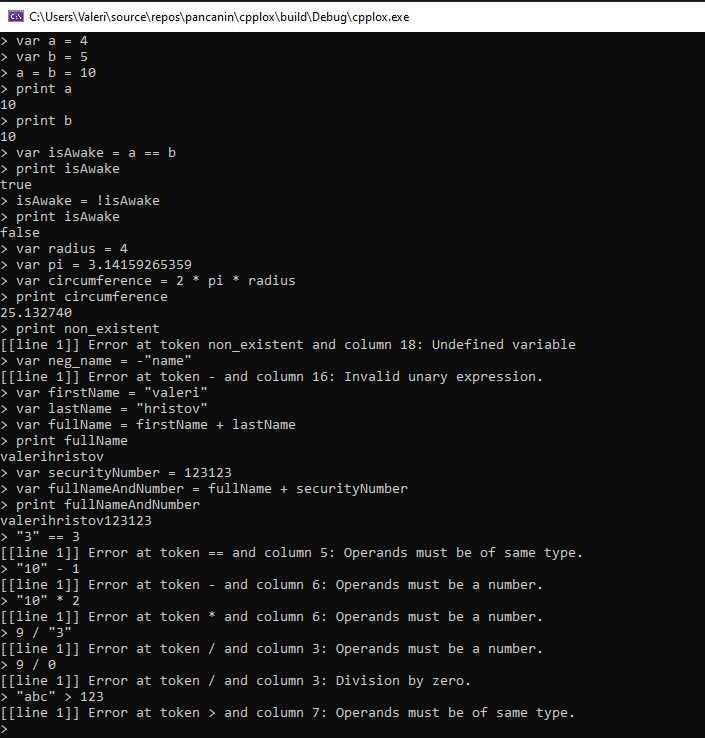 C:\Users\Valeri\source\repos\pancanin\cpplox\build\Debug\cpplox.exe
> var a = 4
> var b = 5
> a = b = 10
> print a
10
> print b
10
> var isAwake = a == b
> print isAwake
true
> isAwake = !isAwake
> print isAwake
false
> var radius = 4
> var pi = 3.14159265359
> var circumference = 2 * pi * radius
> print circumference
25.132740
> print non_existent
[[line 1]] Error at token non_existent and column 18: Undefined variable
> var neg_name = -"name"
[[line 1]] Error at token - and column 16: Invalid unary expression.
> var firstName = "valeri"
> var lastName = "hristov"
> var fullName = firstName + lastName
> print fullName
valerihristov
> var securityNumber = 123123
> var fullNameAndNumber = fullName + securityNumber
> print fullNameAndNumber
valerihristov123123
> "3" == 3
[[line 1]] Error at token == and column 5: Operands must be of same type.
> "10" - 1
[[line 1]] Error at token - and column 6: Operands must be a number.
> "10" * 2
[[line 1]] Error at token * and column 6: Operands must be a number.
> 9 / "3"
[[line 1]] Error at token / and column 3: Operands must be a number.
> 9 / 0
[[line 1]] Error at token / and column 3: Division by zero.
> "abc" > 123
[[line 1]] Error at token > and column 7: Operands must be of same type.
>